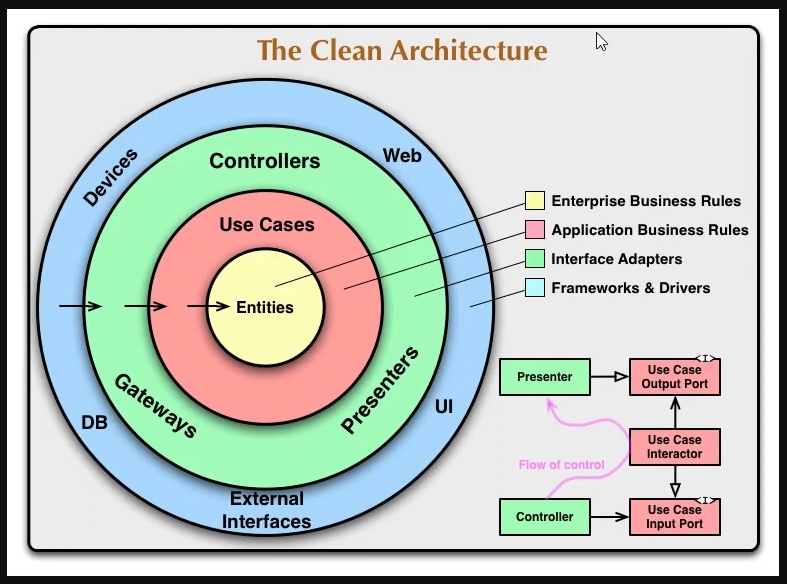 The Clean Architecture
Devices
Controllers
Web
Use Cases
Entities
Gateways
Presenters
DB
UI
External
Interfaces
Enterprise Business Rules
Application Business Rules
Interface Adapters
Frameworks & Drivers
Presenter
<I>
Use Case
Output Port
Flow of control
Use Case
Interactor
Controller
<I>
Use Case
Input Port